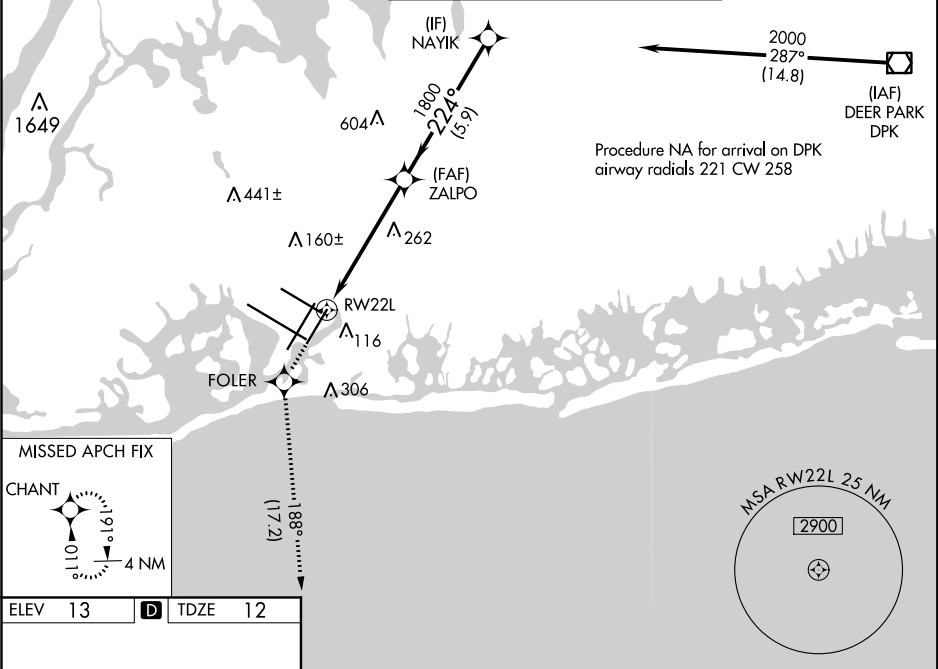 (IF)
NAYIK
2000
287°
(14.8)
(IAF)
DEER PARK
DPK
1649
604
1800
224°
(5.9)
Procedure NA for arrival on DPK
airway radials 221 CW 258
(FAF)
ZALPO
441±
160±
262
RW22L
116
FOLER
306
MISSED APCH FIX
CHANT
191°
011°
4 NM
188°
(17.2)
MSA RW22L 25 NM
2900
ELEV 13 D TDZE 12